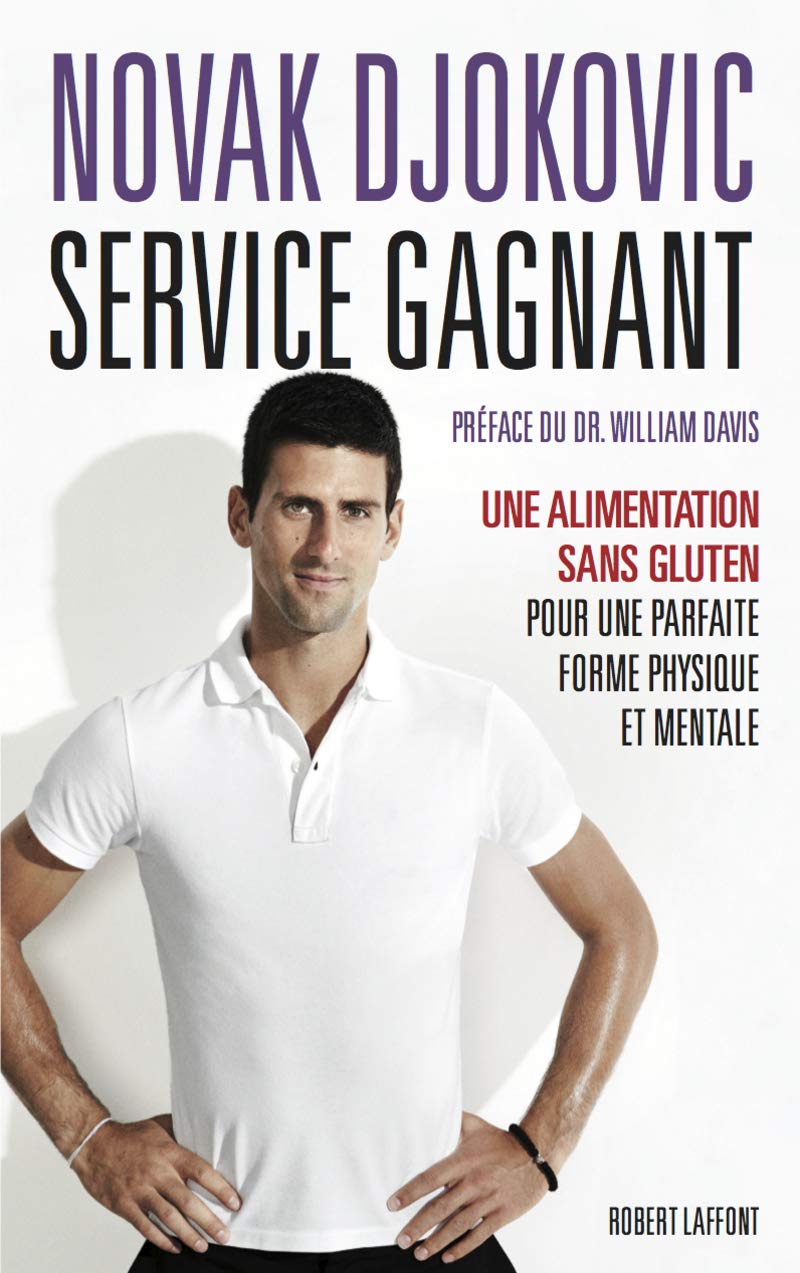 NOVAK DJOKOVIC
SERVICE GAGNANT
PRÉFACE DU DR. WILLIAM DAVIS
UNE ALIMENTATION
SANS GLUTEN
POUR UNE PARFAITE
FORME PHYSIQUE
ET MENTALE
ROBERT LAFFONT